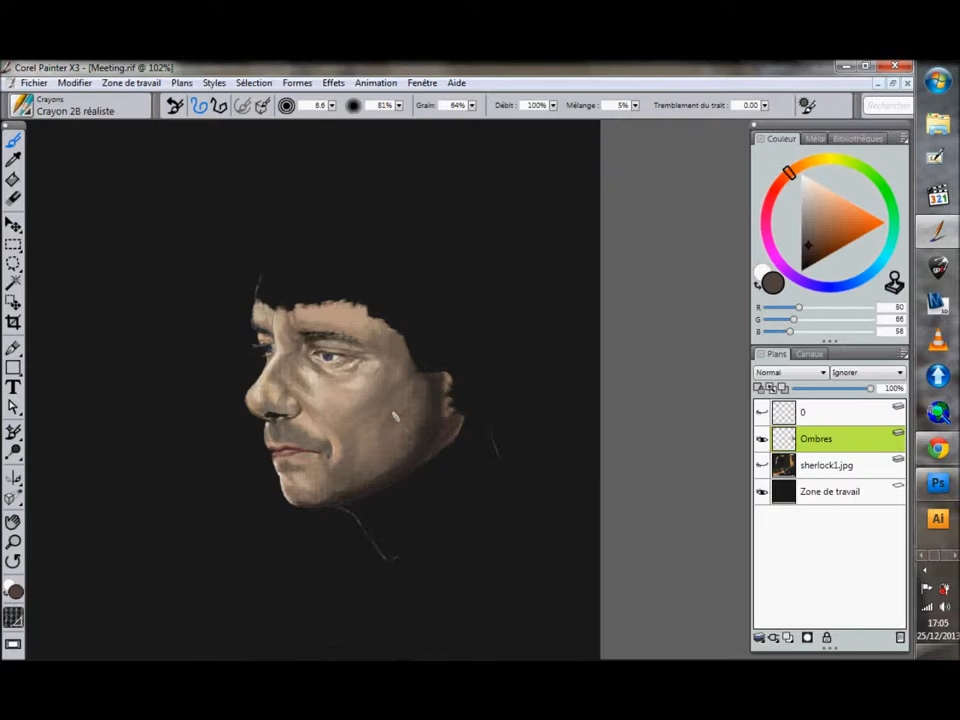 Corel Painter X3 - [Meeting.rif @ 102%]
Fichier Modifier Zone de travail Plans Styles Sélection Formes Effets Animation Fenêtre Aide
Crayons
Crayon 2B réaliste
8.6 81% Grain: 64% Débit: 100% Mélange: 5% Tremblement du trait : 0.00 Rechercher
Couleur Méla Bibliothèques
R 80
G 66
B 58
Plans Canaux
Normal Ignorer
100%
0
Ombres
sherlock1.jpg
Zone de travail
321
Ps
Ai
17:05
25/12/2013
T